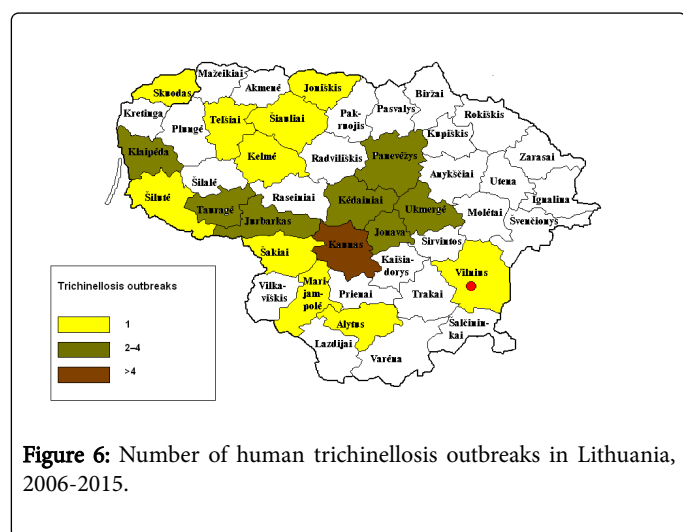 Mažeikiai
Skuodas
Akmenė
Joniškis
Biržai
Pasvalys
Kretinga
Telšiai
Šiauliai
Pak-
ruojis
Rokiškis
Plungė
Kupiškis
Klaipėda
Kelmė
Radviliškis
Panevėžys
Zarasai
Šilalė
Anykščiai
Utena
Šilutė
Raseiniai
Kėdainiai
Ignalina
Tauragė
Jurbarkas
Ukmergė
Molėtai
Švenčionys
Jonava
Kaunas
Širvintos
Šakiai
Kaišia-
dorys
Vilnius
Vilka-
viškis
Mari-
jam-
polė
Prienai
Trakai
Alytus
Šalčinin-
kai
Lazdijai
Varėna
Trichinellosis outbreaks
1
2–4
>4
Figure 6: Number of human trichinellosis outbreaks in Lithuania,
2006-2015.